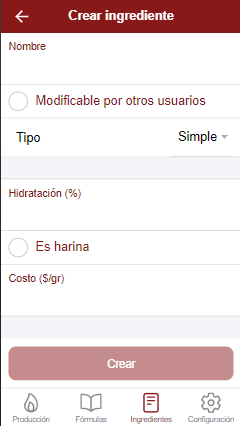 Crear ingrediente
Nombre
Modificable por otros usuarios
Tipo Simple
Hidratación (%)
Es harina
Costo ($/gr)
Crear
Producción Fórmulas Ingredientes Configuración